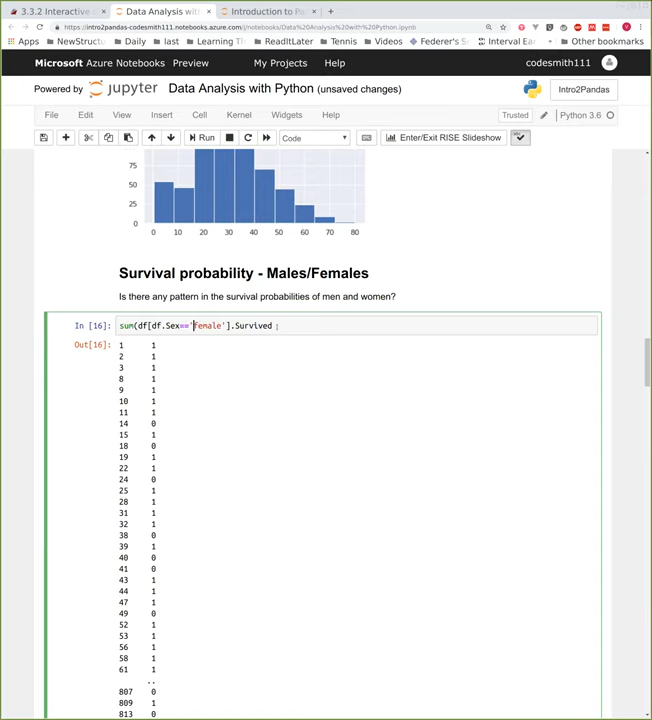 3.3.2 Interactive
Data Analysis wit
Introduction to Pa
https://intro2pandas-codesmith111.notebooks.azure.com/j/notebooks/Data%20Analysis%20with%20Python.ipynb
Apps NewStructu Daily last Learning ReadItLater Tennis Videos Federer's S Interval Ea Other bookmarks
Microsoft Azure Notebooks Preview My Projects Help codesmith111
Powered by jupyter Data Analysis with Python (unsaved changes) Intro2Pandas
File Edit View Insert Cell Kernel Widgets Help Trusted Python 3.6
Run Code Enter/Exit RISE Slideshow
75
50
25
0
0 10 20 30 40 50 60 70 80
Survival probability - Males/Females
Is there any pattern in the survival probabilities of men and women?
In [16]: sum(df[df.Sex=='female'].Survived
Out[16]: 1 1
2 1
3 1
8 1
9 1
10 1
11 1
14 0
15 1
18 0
19 1
22 1
24 0
25 1
28 1
31 1
32 1
38 0
39 1
40 0
41 0
43 1
44 1
47 1
49 0
52 1
53 1
56 1
58 1
61 1
..
807 0
809 1
813 0